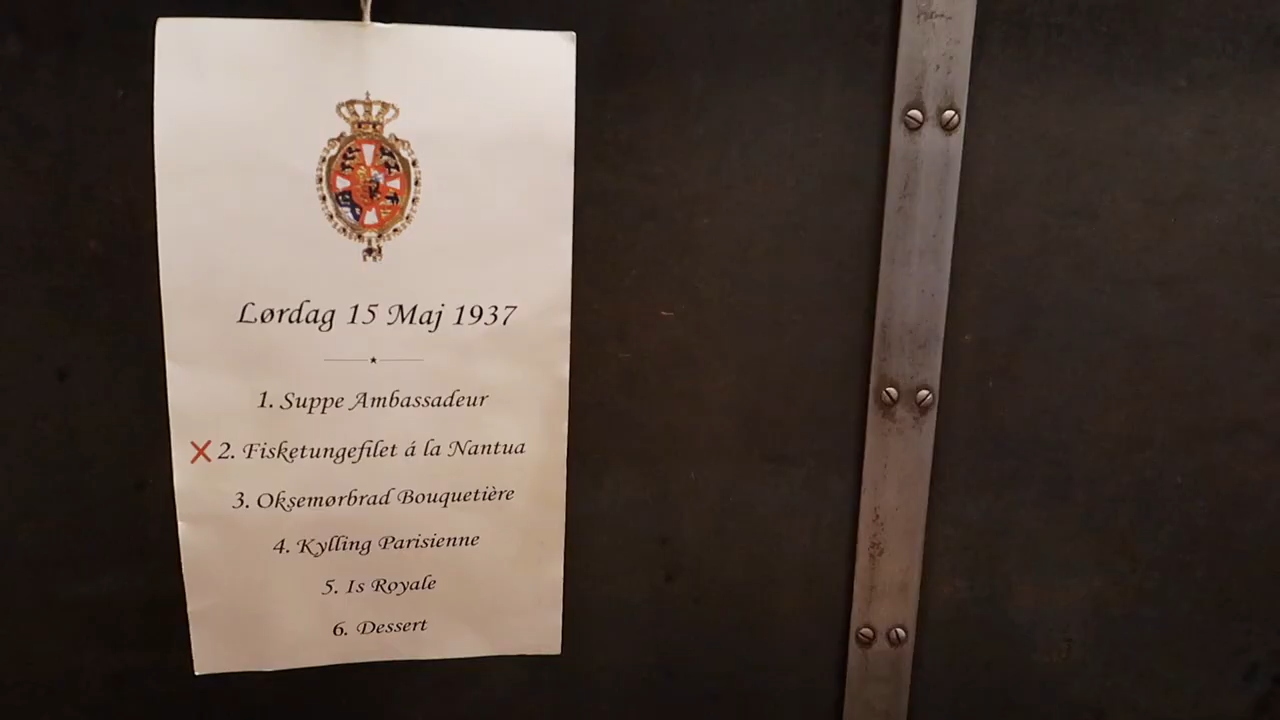 Lørdag 15 Maj 1937
1. Suppe Ambassadeur
2. Fisketungefilet á la Nantua
3. Oksemørbrad Bouquetière
4. Kylling Parisienne
5. Is Royale
6. Dessert